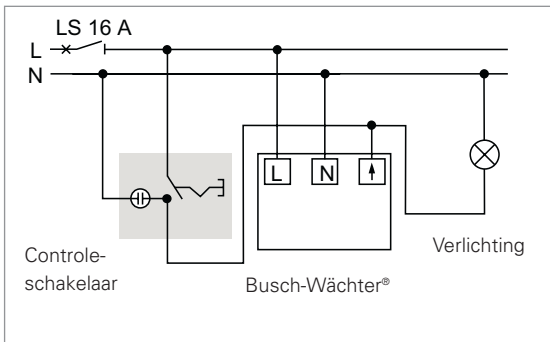 LS 16 A
L
N
L N
Controle-
schakelaar
Busch-Wächter®
Verlichting